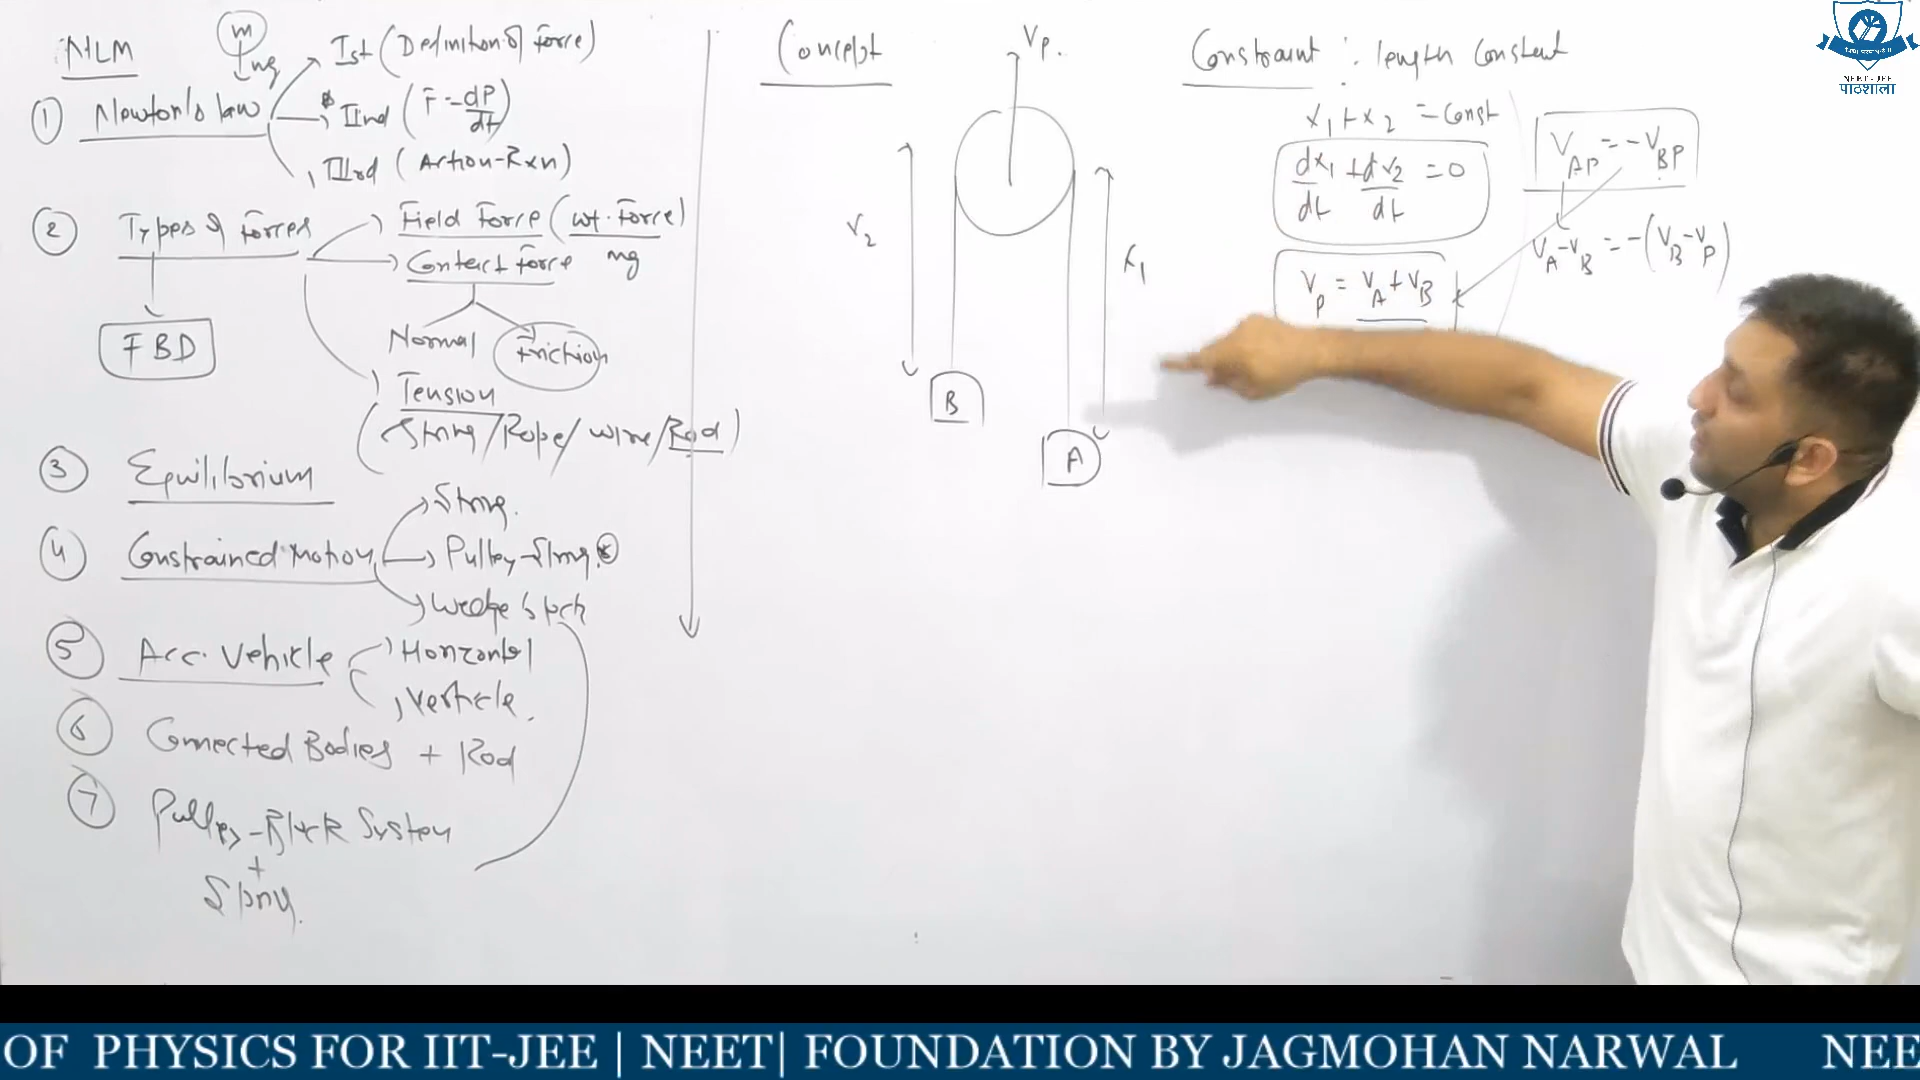 NLM
m
mg
① Newton's law
Ist (Definition of force)
IInd (F = dP/dt)
IIIrd (Action-Rxn)
② Types of Forces
Field Force (wt. Force)
mg
Contact Force
FBD
Normal
Friction
Tension
(String/Rope/wire/Rod)
③ Equilibrium
④ Constrained Motion
String.
Pulley-String
Wedge
⑤ Acc. Vehicle
Horizontal
Verticle.
⑥ Connected Bodies + Rod
⑦ Pulley-Block System
+
Concept
Vp.
x1
B
A
Constraint : length Constent
x1 + x2 = Const
dx1/dt + dx2/dt = 0
Vp = VA + VB
VAP = -VBP
VA - VB = -(VB - VP)
NEET-JEE
पाठशाला
OF PHYSICS FOR IIT-JEE | NEET| FOUNDATION BY JAGMOHAN NARWAL NEE